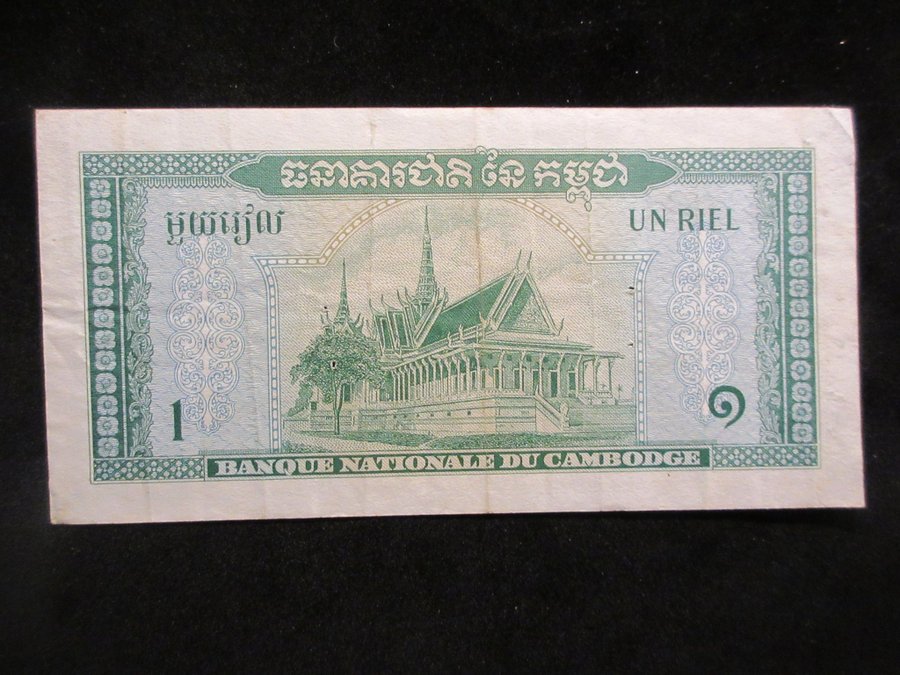 ធនាគារជាតិ នៃ កម្ពុជា
មួយរៀល
UN RIEL
1
១
BANQUE NATIONALE DU CAMBODGE